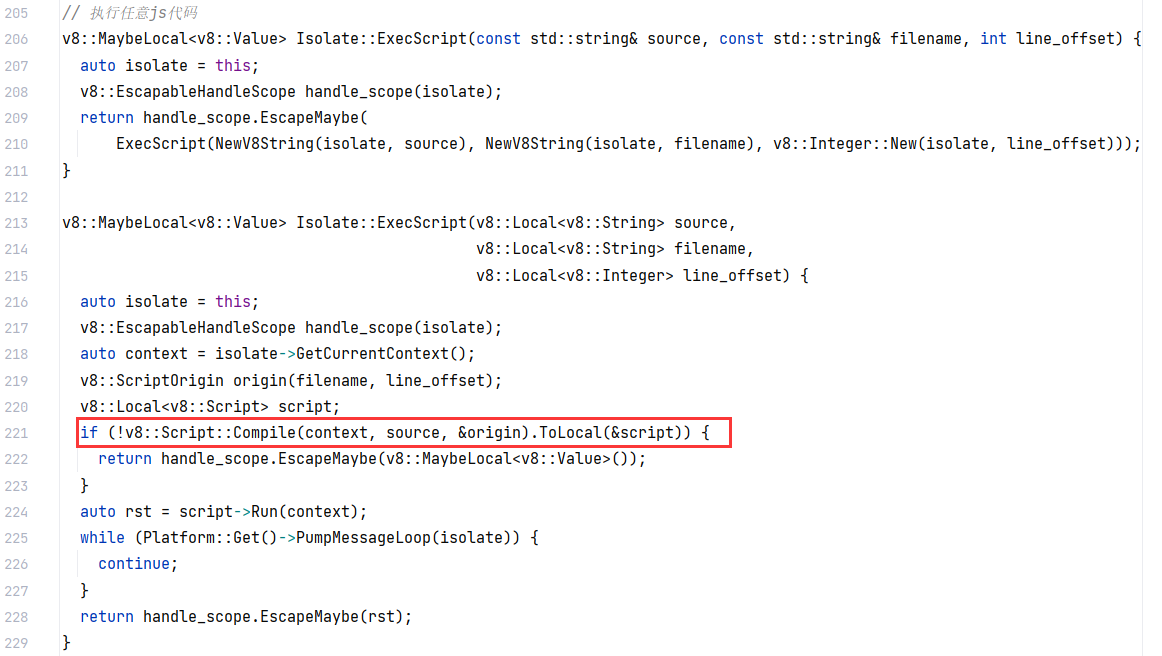 205 // 执行任意js代码
206 v8::MaybeLocal<v8::Value> Isolate::ExecScript(const std::string& source, const std::string& filename, int line_offset) {
207   auto isolate = this;
208   v8::EscapableHandleScope handle_scope(isolate);
209   return handle_scope.EscapeMaybe(
210       ExecScript(NewV8String(isolate, source), NewV8String(isolate, filename), v8::Integer::New(isolate, line_offset)));
211 }
212
213 v8::MaybeLocal<v8::Value> Isolate::ExecScript(v8::Local<v8::String> source,
214                                               v8::Local<v8::String> filename,
215                                               v8::Local<v8::Integer> line_offset) {
216   auto isolate = this;
217   v8::EscapableHandleScope handle_scope(isolate);
218   auto context = isolate->GetCurrentContext();
219   v8::ScriptOrigin origin(filename, line_offset);
220   v8::Local<v8::Script> script;
221   if (!v8::Script::Compile(context, source, &origin).ToLocal(&script)) {
222     return handle_scope.EscapeMaybe(v8::MaybeLocal<v8::Value>());
223   }
224   auto rst = script->Run(context);
225   while (Platform::Get()->PumpMessageLoop(isolate)) {
226     continue;
227   }
228   return handle_scope.EscapeMaybe(rst);
229 }